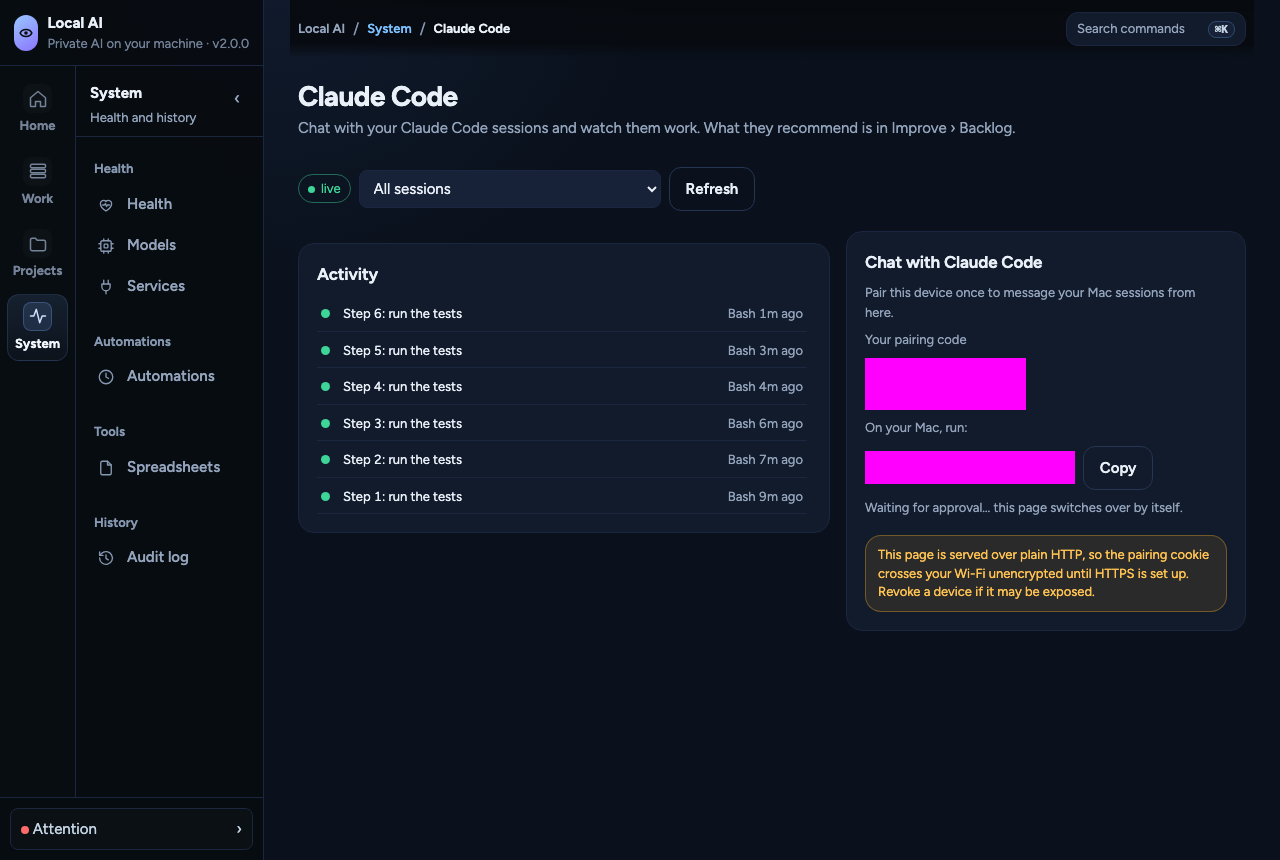 Local AI
Private AI on your machine · v2.0.0
Home
Work
Projects
System
System
Health and history
‹
Health
Health
Models
Services
Automations
Automations
Tools
Spreadsheets
History
Audit log
Attention ›
Local AI / System / Claude Code
Search commands ⌘K
Claude Code
Chat with your Claude Code sessions and watch them work. What they recommend is in Improve › Backlog.
live
All sessions
Refresh
Activity
Step 6: run the tests Bash 1m ago
Step 5: run the tests Bash 3m ago
Step 4: run the tests Bash 4m ago
Step 3: run the tests Bash 6m ago
Step 2: run the tests Bash 7m ago
Step 1: run the tests Bash 9m ago
Chat with Claude Code
Pair this device once to message your Mac sessions from
here.
Your pairing code
On your Mac, run:
Copy
Waiting for approval... this page switches over by itself.
This page is served over plain HTTP, so the pairing cookie
crosses your Wi-Fi unencrypted until HTTPS is set up.
Revoke a device if it may be exposed.